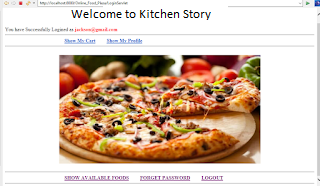 Welcome to Kitchen Story
You have Successfully Logined as jackson@gmail.com
Show My Cart Show My Profile
SHOW AVAILABLE FOODS FORGET PASSWORD LOGOUT